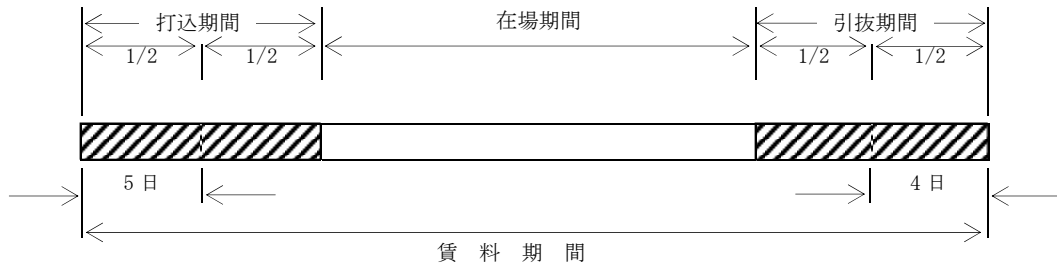 打込期間 在場期間 引抜期間
1/2 1/2 1/2 1/2
5 日 4 日
賃 料 期 間